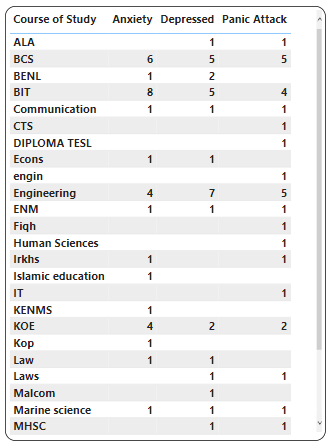 Course of Study Anxiety Depressed Panic Attack
ALA 1 1
BCS 6 5 5
BENL 1 2
BIT 8 5 4
Communication 1 1 1
CTS 1
DIPLOMA TESL 1
Econs 1 1
engin 1
Engineering 4 7 5
ENM 1 1 1
Fiqh 1
Human Sciences 1
Irkhs 1 1
Islamic education 1
IT 1
KENMS 1
KOE 4 2 2
Kop 1
Law 1 1
Laws 1 1
Malcom 1
Marine science 1 1 1
MHSC 1 1